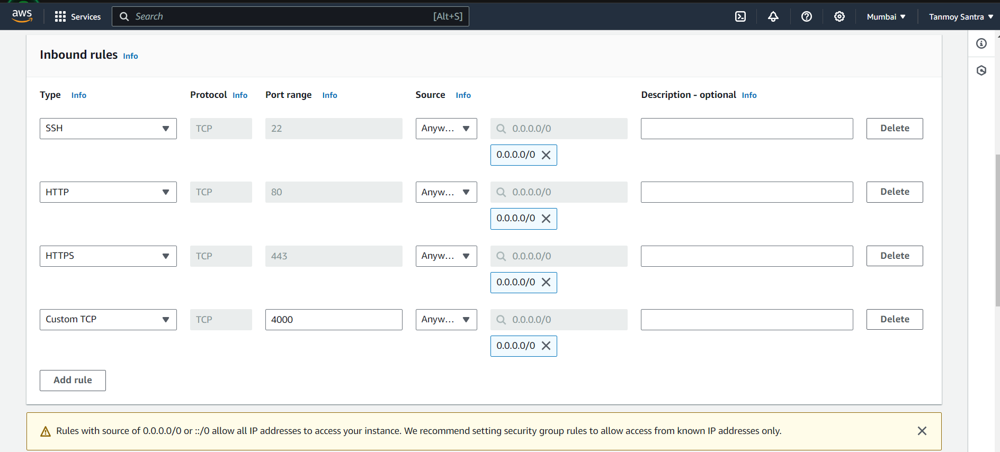 aws Services Search [Alt+S] Mumbai Tanmoy Santra
Inbound rules Info
Type Info Protocol Info Port range Info Source Info Description - optional Info
SSH TCP 22 Anyw... 0.0.0.0/0 Delete
0.0.0.0/0
HTTP TCP 80 Anyw... 0.0.0.0/0 Delete
0.0.0.0/0
HTTPS TCP 443 Anyw... 0.0.0.0/0 Delete
0.0.0.0/0
Custom TCP TCP 4000 Anyw... 0.0.0.0/0 Delete
0.0.0.0/0
Add rule
Rules with source of 0.0.0.0/0 or ::/0 allow all IP addresses to access your instance. We recommend setting security group rules to allow access from known IP addresses only.